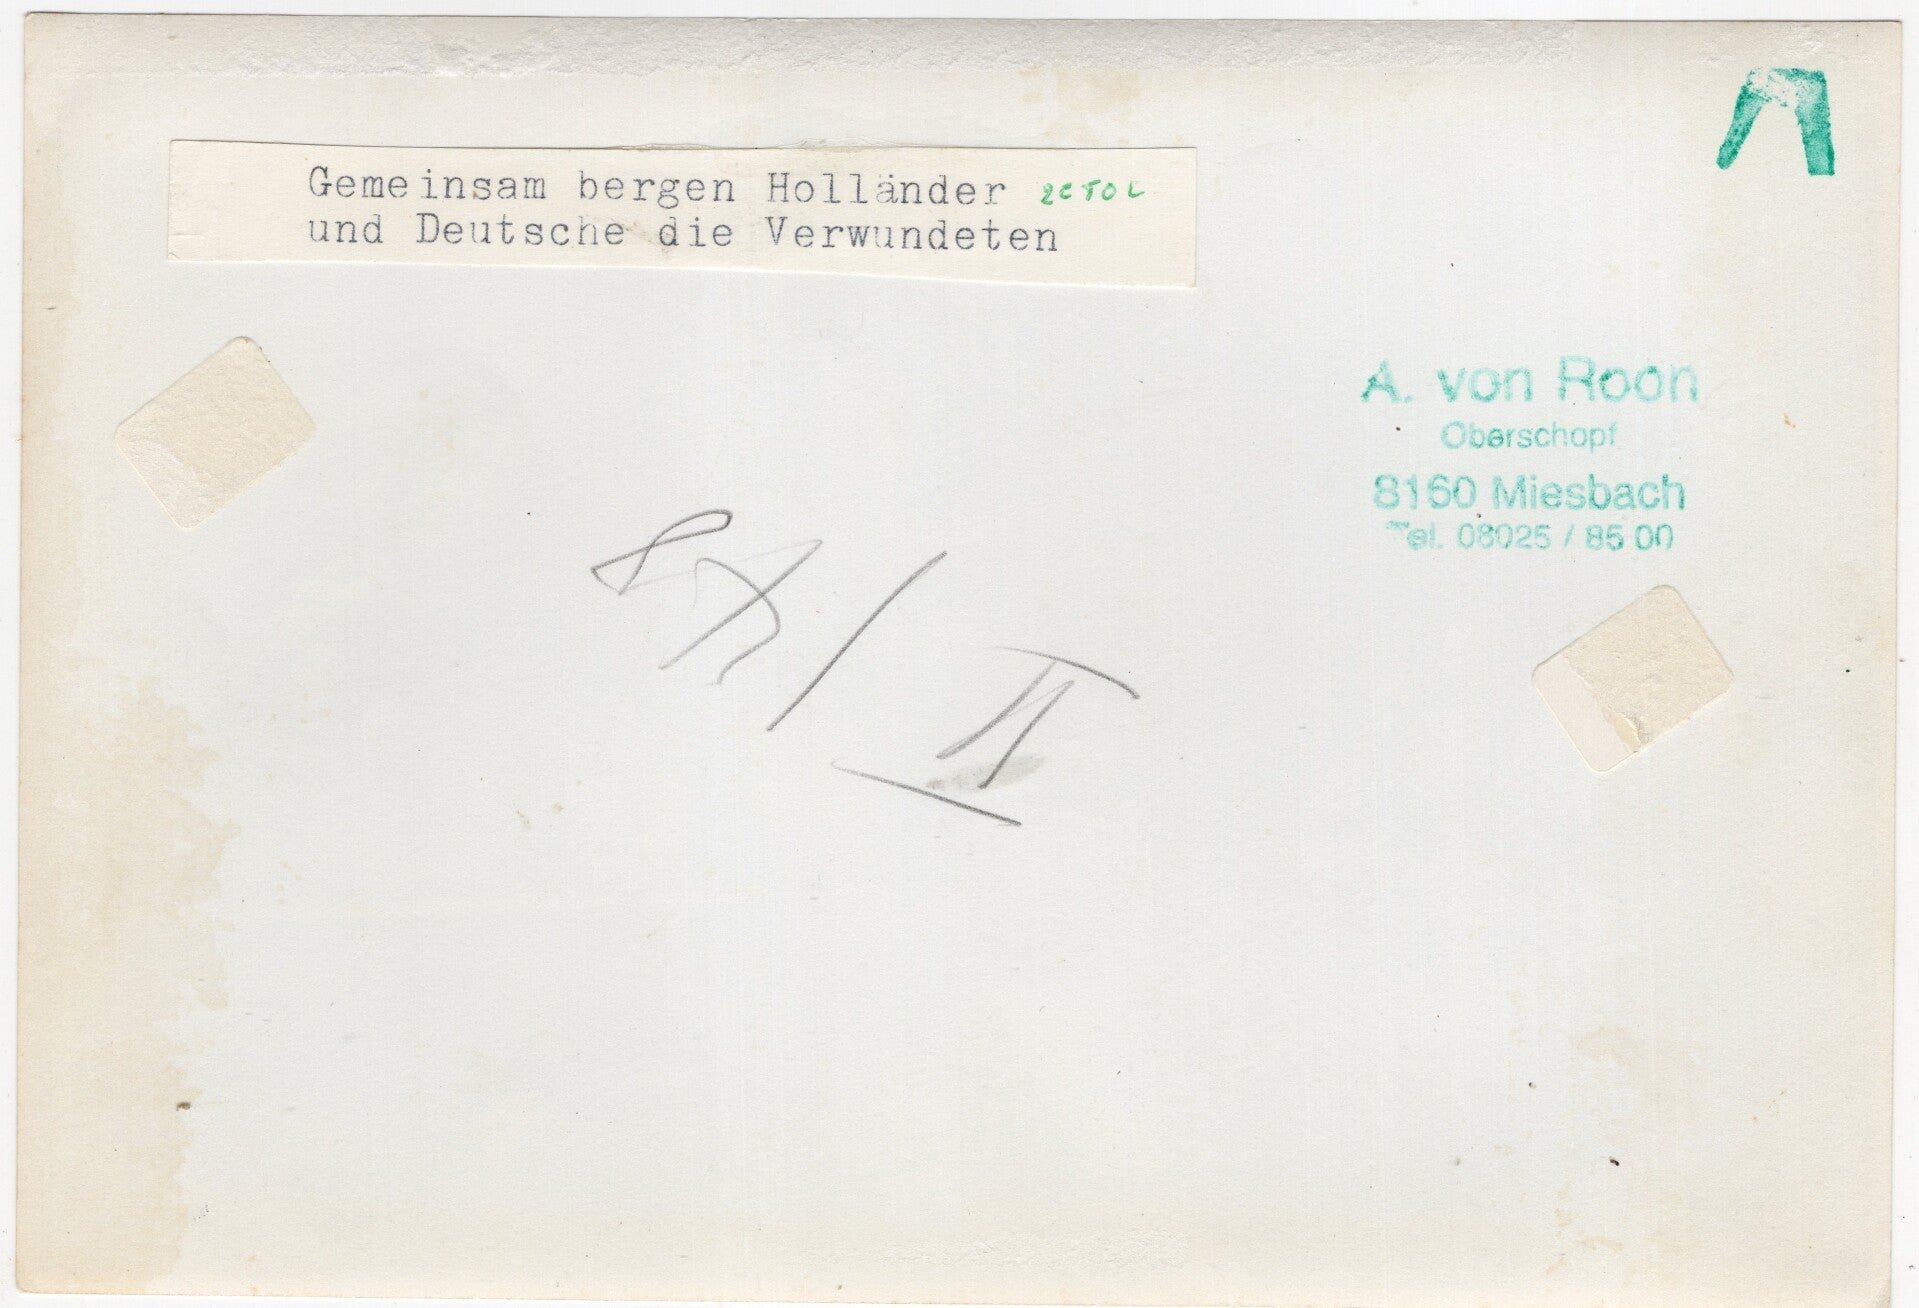 Gemeinsam bergen Holländer
und Deutsche die Verwundeten
A. von Roon
Oberschopf
8160 Miesbach
Tel. 08025 / 85 00